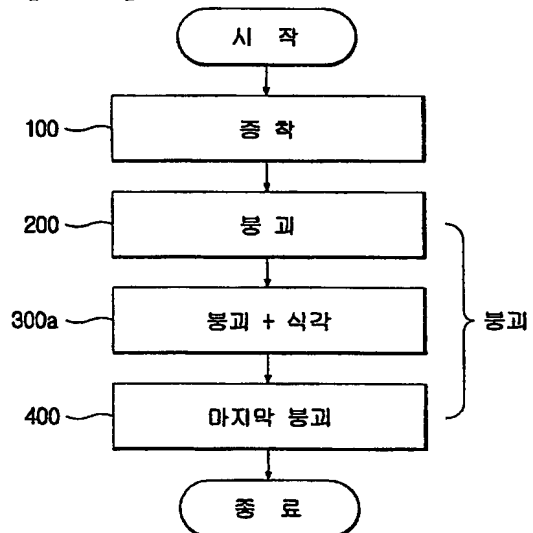 시 작
100 증 착
200 붕 괴
300a 붕괴 + 식각
붕괴
400 마지막 붕괴
종 료